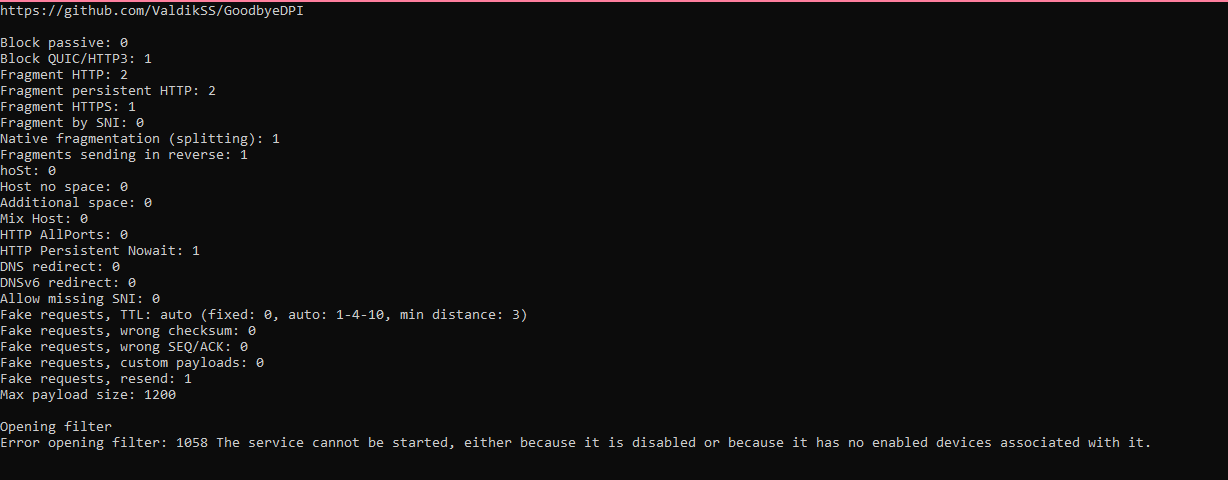 https://github.com/ValdikSS/GoodbyeDPI
Block passive: 0
Block QUIC/HTTP3: 1
Fragment HTTP: 2
Fragment persistent HTTP: 2
Fragment HTTPS: 1
Fragment by SNI: 0
Native fragmentation (splitting): 1
Fragments sending in reverse: 1
hoSt: 0
Host no space: 0
Additional space: 0
Mix Host: 0
HTTP AllPorts: 0
HTTP Persistent Nowait: 1
DNS redirect: 0
DNSv6 redirect: 0
Allow missing SNI: 0
Fake requests, TTL: auto (fixed: 0, auto: 1-4-10, min distance: 3)
Fake requests, wrong checksum: 0
Fake requests, wrong SEQ/ACK: 0
Fake requests, custom payloads: 0
Fake requests, resend: 1
Max payload size: 1200
Opening filter
Error opening filter: 1058 The service cannot be started, either because it is disabled or because it has no enabled devices associated with it.